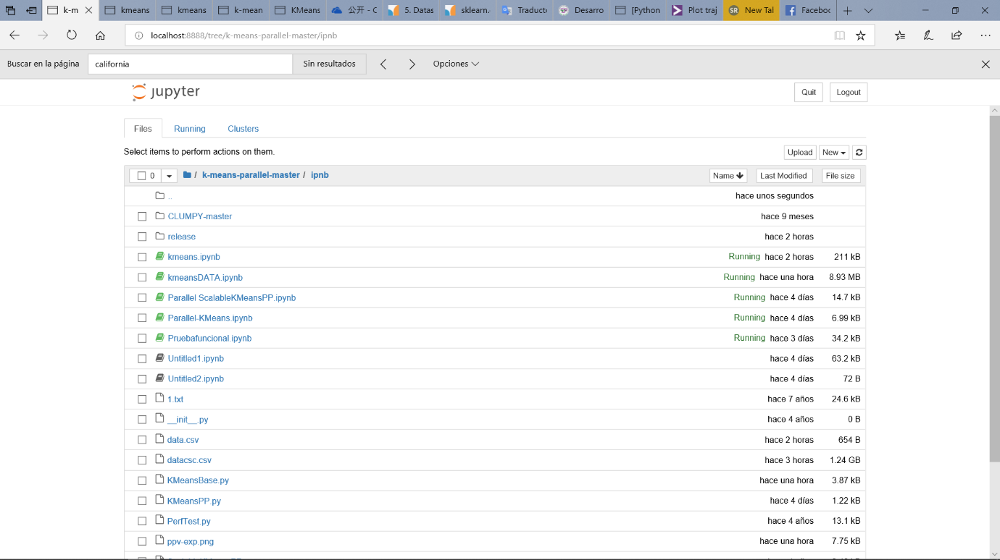 k-m kmeans kmeans k-mean KMeans 公开 - C 5. Datas sklearn. Traduct Desarro [Python Plot traj SR New Tal Faceboc
localhost:8888/tree/k-means-parallel-master/ipnb
Buscar en la página california Sin resultados Opciones
jupyter Quit Logout
Files Running Clusters
Select items to perform actions on them. Upload New
0 / k-means-parallel-master / ipnb Name Last Modified File size
.. hace unos segundos
CLUMPY-master hace 9 meses
release hace 2 horas
kmeans.ipynb Running hace 2 horas 211 kB
kmeansDATA.ipynb Running hace una hora 8.93 MB
Parallel ScalableKMeansPP.ipynb Running hace 4 días 14.7 kB
Parallel-KMeans.ipynb Running hace 4 días 6.99 kB
Pruebafuncional.ipynb Running hace 3 días 34.2 kB
Untitled1.ipynb hace 4 días 63.2 kB
Untitled2.ipynb hace 4 días 72 B
1.txt hace 7 años 24.6 kB
__init__.py hace 4 años 0 B
data.csv hace 2 horas 654 B
datacsc.csv hace 3 horas 1.24 GB
KMeansBase.py hace una hora 3.87 kB
KMeansPP.py hace 4 días 1.22 kB
PerfTest.py hace 4 años 13.1 kB
ppv-exp.png hace una hora 7.75 kB